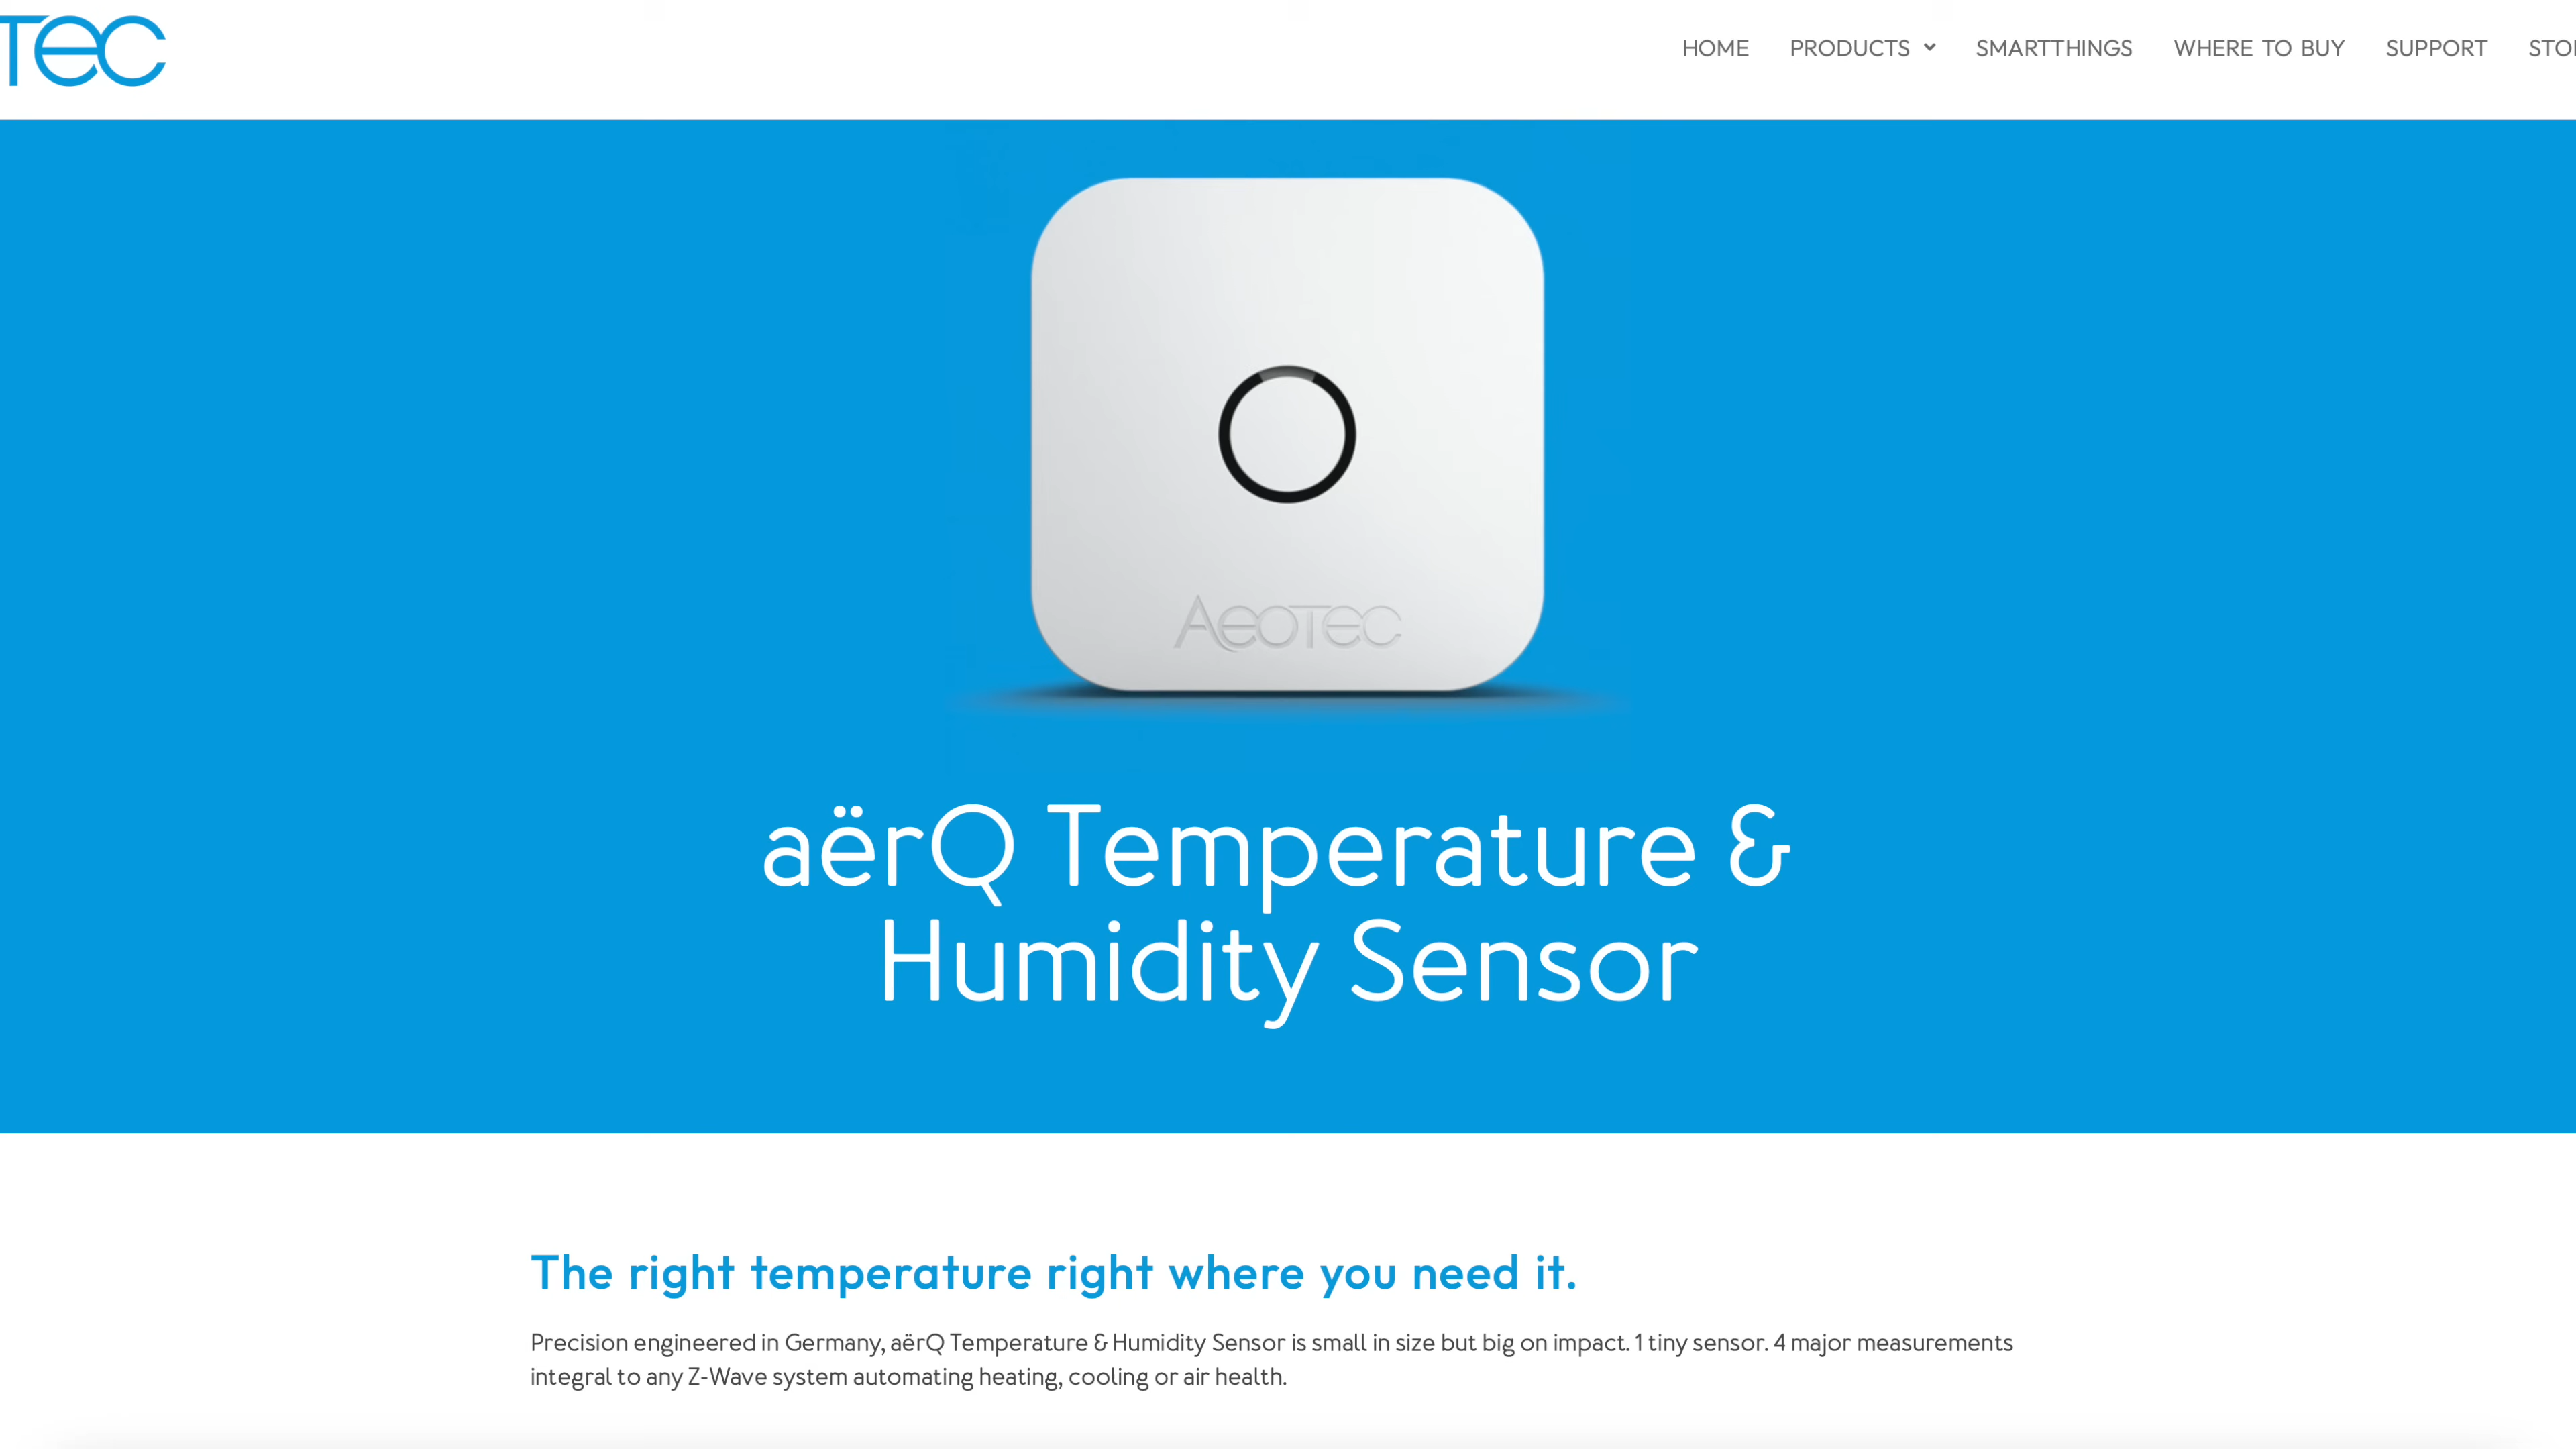 TEC
HOME PRODUCTS SMARTTHINGS WHERE TO BUY SUPPORT
AEOTEC
aërQ Temperature &
Humidity Sensor
The right temperature right where you need it.
Precision engineered in Germany, aërQ Temperature & Humidity Sensor is small in size but big on impact. 1 tiny sensor. 4 major measurements
integral to any Z-Wave system automating heating, cooling or air health.